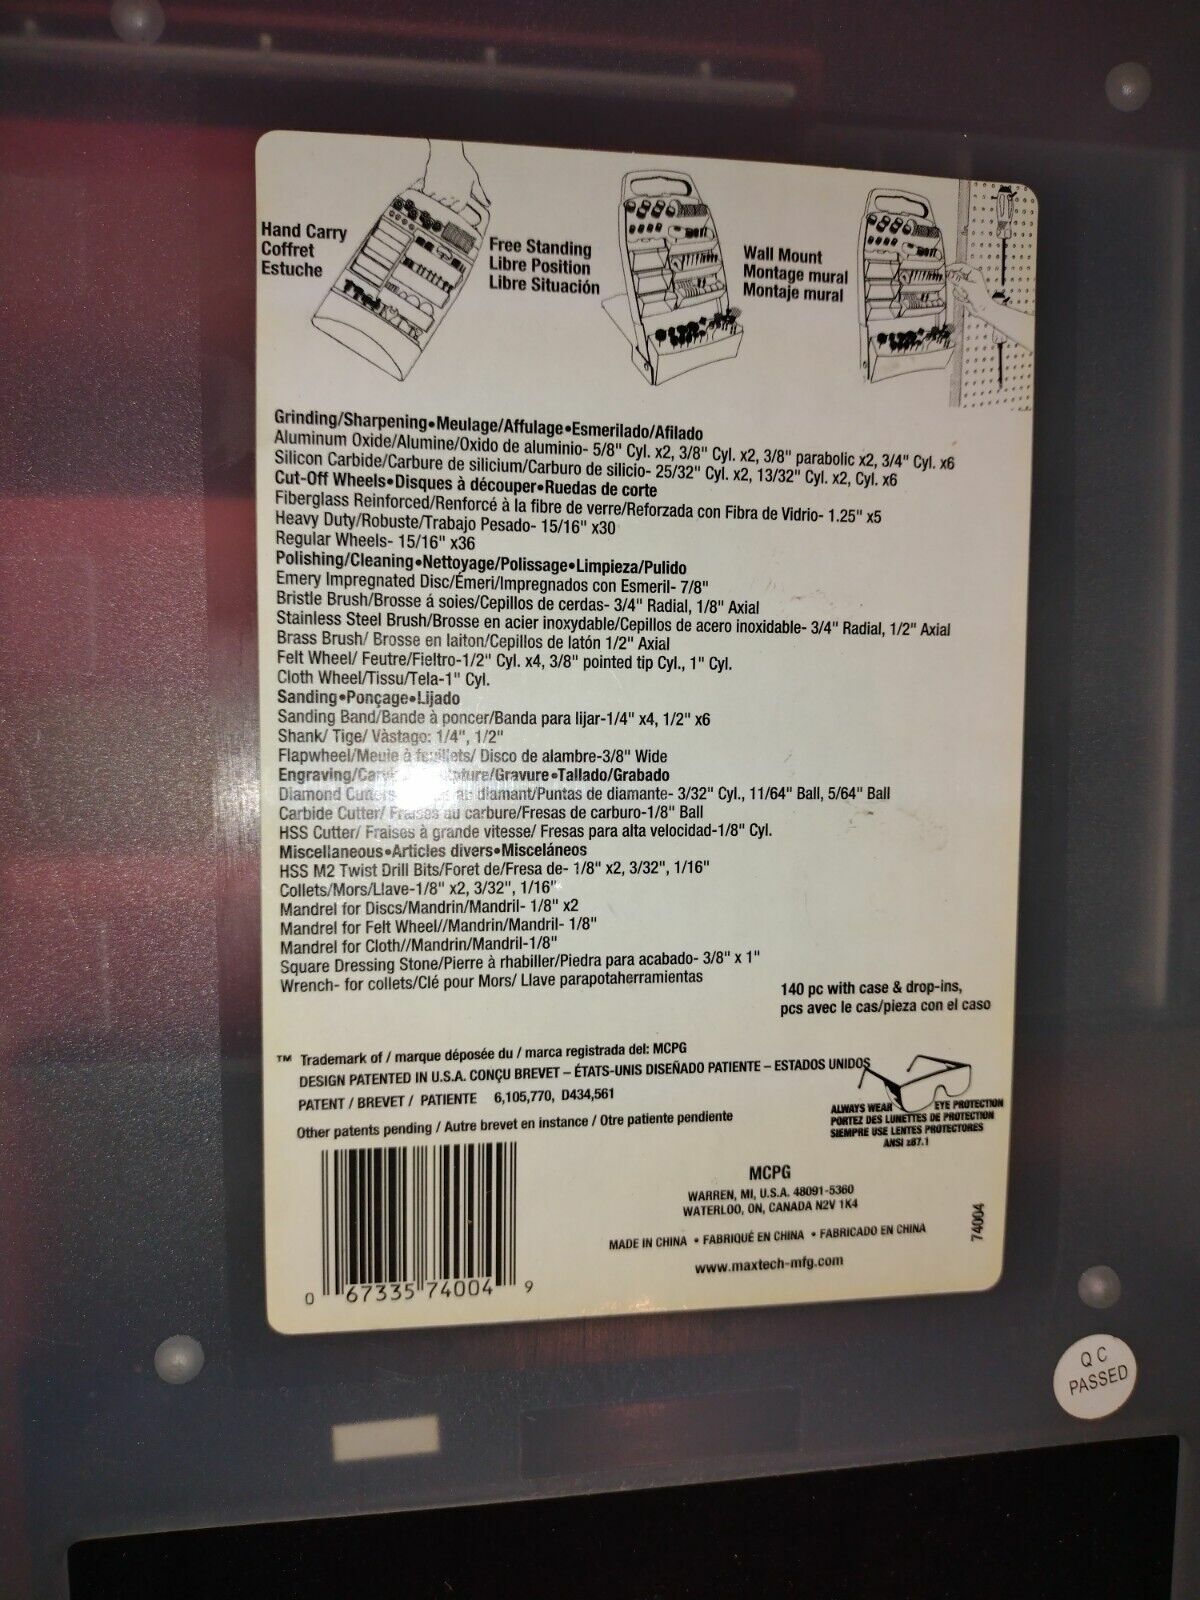 Hand Carry
Coffret
Estuche
Free Standing
Libre Position
Libre Situación
Wall Mount
Montage mural
Montaje mural
Grinding/Sharpening•Meulage/Affulage•Esmerilado/Afilado
Aluminum Oxide/Alumine/Oxido de aluminio- 5/8" Cyl. x2, 3/8" Cyl. x2, 3/8" parabolic x2, 3/4" Cyl. x6
Silicon Carbide/Carbure de silicium/Carburo de silicio- 25/32" Cyl. x2, 13/32" Cyl. x2, Cyl. x6
Cut-Off Wheels•Disques à découper•Ruedas de corte
Fiberglass Reinforced/Renforcé à la fibre de verre/Reforzada con Fibra de Vidrio- 1.25" x5
Heavy Duty/Robuste/Trabajo Pesado- 15/16" x30
Regular Wheels- 15/16" x36
Polishing/Cleaning•Nettoyage/Polissage•Limpieza/Pulido
Emery Impregnated Disc/Émeri/Impregnados con Esmeril- 7/8"
Bristle Brush/Brosse á soies/Cepillos de cerdas- 3/4" Radial, 1/8" Axial
Stainless Steel Brush/Brosse en acier inoxydable/Cepillos de acero inoxidable- 3/4" Radial, 1/2" Axial
Brass Brush/ Brosse en laiton/Cepillos de latón 1/2" Axial
Felt Wheel/ Feutre/Fieltro-1/2" Cyl. x4, 3/8" pointed tip Cyl., 1" Cyl.
Cloth Wheel/Tissu/Tela-1" Cyl.
Sanding•Ponçage•Lijado
Sanding Band/Bande à poncer/Banda para lijar-1/4" x4, 1/2" x6
Shank/ Tige/ Vàstago: 1/4", 1/2"
Flapwheel/Meule à feuillets/ Disco de alambre-3/8" Wide
Engraving/ /Gravure•Tallado/Grabado
Diamond Cutters au diamant/Puntas de diamante- 3/32" Cyl., 11/64" Ball, 5/64" Ball
Carbide Cutter/ Fraises au carbure/Fresas de carburo-1/8" Ball
HSS Cutter/ Fraises à grande vitesse/ Fresas para alta velocidad-1/8" Cyl.
Miscellaneous•Articles divers•Misceláneos
HSS M2 Twist Drill Bits/Foret de/Fresa de- 1/8" x2, 3/32", 1/16"
Collets/Mors/Llave-1/8" x2, 3/32", 1/16"
Mandrel for Discs/Mandrin/Mandril- 1/8" x2
Mandrel for Felt Wheel//Mandrin/Mandril- 1/8"
Mandrel for Cloth//Mandrin/Mandril-1/8"
Square Dressing Stone/Pierre à rhabiller/Piedra para acabado- 3/8" x 1"
Wrench- for collets/Clé pour Mors/ Llave parapotaherramientas
140 pc with case & drop-ins,
pcs avec le cas/pieza con el caso
™ Trademark of / marque déposée du / marca registrada del: MCPG
DESIGN PATENTED IN U.S.A. CONÇU BREVET – ÉTATS-UNIS DISEÑADO PATIENTE – ESTADOS UNIDOS
PATENT / BREVET / PATIENTE 6,105,770, D434,561
Other patents pending / Autre brevet en instance / Otre patiente pendiente
ALWAYS WEAR EYE PROTECTION
PORTEZ DES LUNETTES DE PROTECTION
SIEMPRE USE LENTES PROTECTORES
ANSI z87.1
MCPG
WARREN, MI, U.S.A. 48091-5360
WATERLOO, ON, CANADA N2V 1K4
MADE IN CHINA • FABRIQUÉ EN CHINA • FABRICADO EN CHINA
www.maxtech-mfg.com
74004
0 67335 74004 9
QC
PASSED